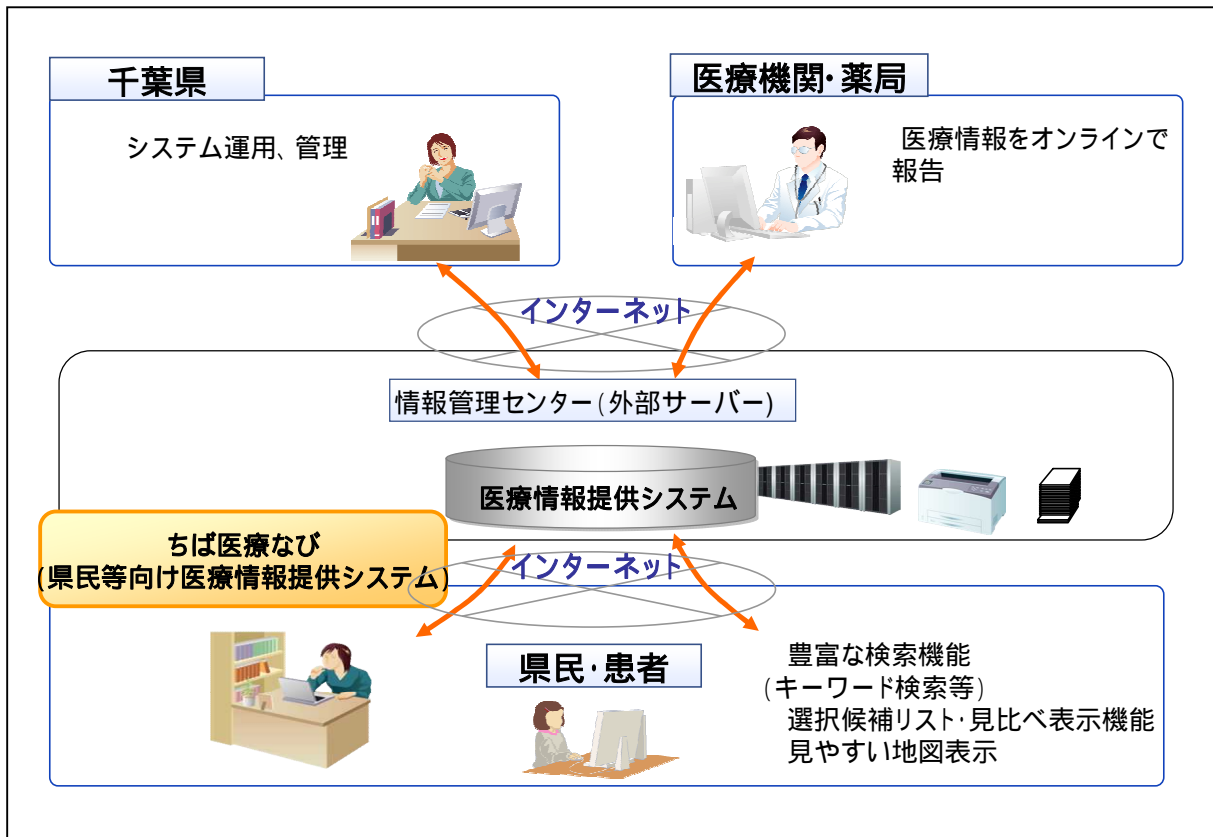 千葉県
システム運用、管理
医療機関・薬局
医療情報をオンラインで
報告
インターネット
情報管理センター(外部サーバー)
医療情報提供システム
ちば医療なび
(県民等向け医療情報提供システム)
インターネット
県民・患者
豊富な検索機能
(キーワード検索等)
選択候補リスト・見比べ表示機能
見やすい地図表示